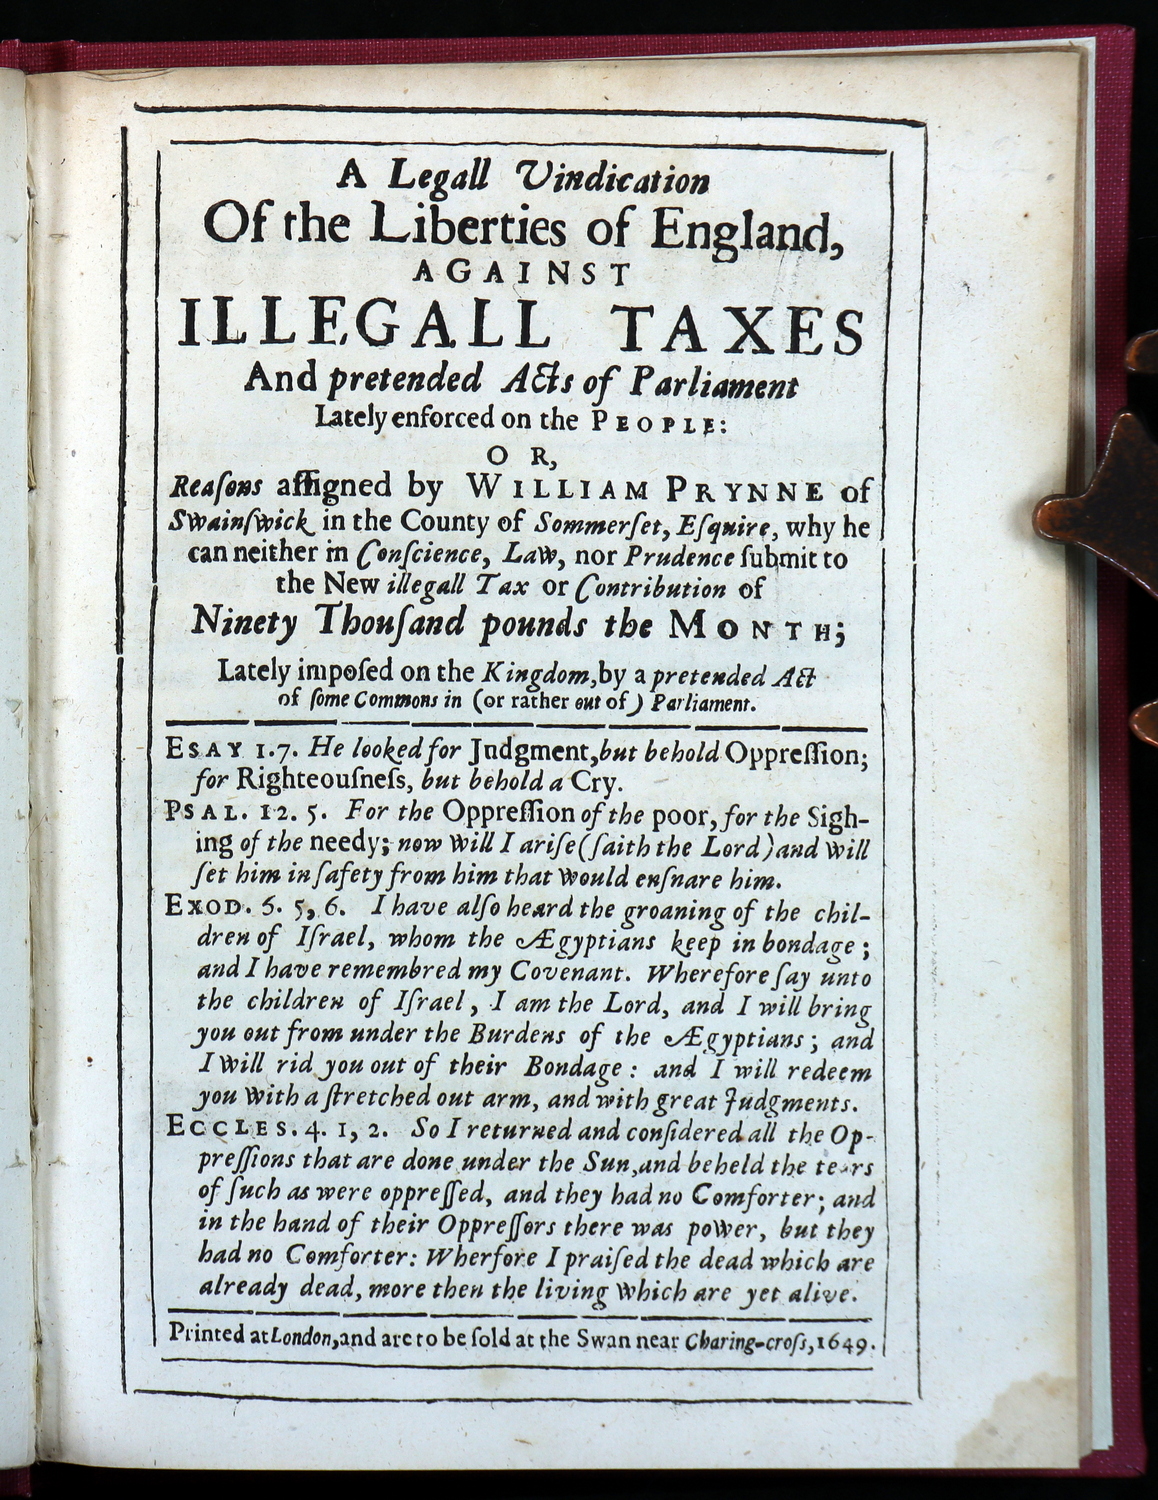 A Legall Vindication
Of the Liberties of England,
AGAINST
ILLEGALL TAXES
And pretended Acts of Parliament
Lately enforced on the PEOPLE:
OR,
Reaſons aſſigned by WILLIAM PRYNNE of
Swainſwick in the County of Sommerſet, Eſquire, why he
can neither in Conſcience, Law, nor Prudence ſubmit to
the New illegall Tax or Contribution of
Ninety Thouſand pounds the MONTH;
Lately impoſed on the Kingdom,by a pretended Act
of ſome Commons in (or rather out of) Parliament.
ESAY 1.7. He looked for Judgment,but behold Oppreſſion;
for Righteouſneſs, but behold a Cry.
PSAL. 12. 5. For the Oppreſſion of the poor, for the Sigh-
ing of the needy; now will I ariſe (ſaith the Lord) and will
ſet him in ſafety from him that would enſnare him.
EXOD. 6. 5, 6. I have alſo heard the groaning of the chil-
dren of Iſrael, whom the Ægyptians keep in bondage;
and I have remembred my Covenant. Wherefore ſay unto
the children of Iſrael, I am the Lord, and I will bring
you out from under the Burdens of the Ægyptians; and
I will rid you out of their Bondage: and I will redeem
you with a ſtretched out arm, and with great Judgments.
ECCLES. 4. 1, 2. So I returned and conſidered all the Op-
preſſions that are done under the Sun,and beheld the tears
of ſuch as were oppreſſed, and they had no Comforter; and
in the hand of their Oppreſſors there was power, but they
had no Comforter: Wherfore I praiſed the dead which are
already dead, more then the living which are yet alive.
Printed at London,and are to be ſold at the Swan near Charing-croſs,1649.